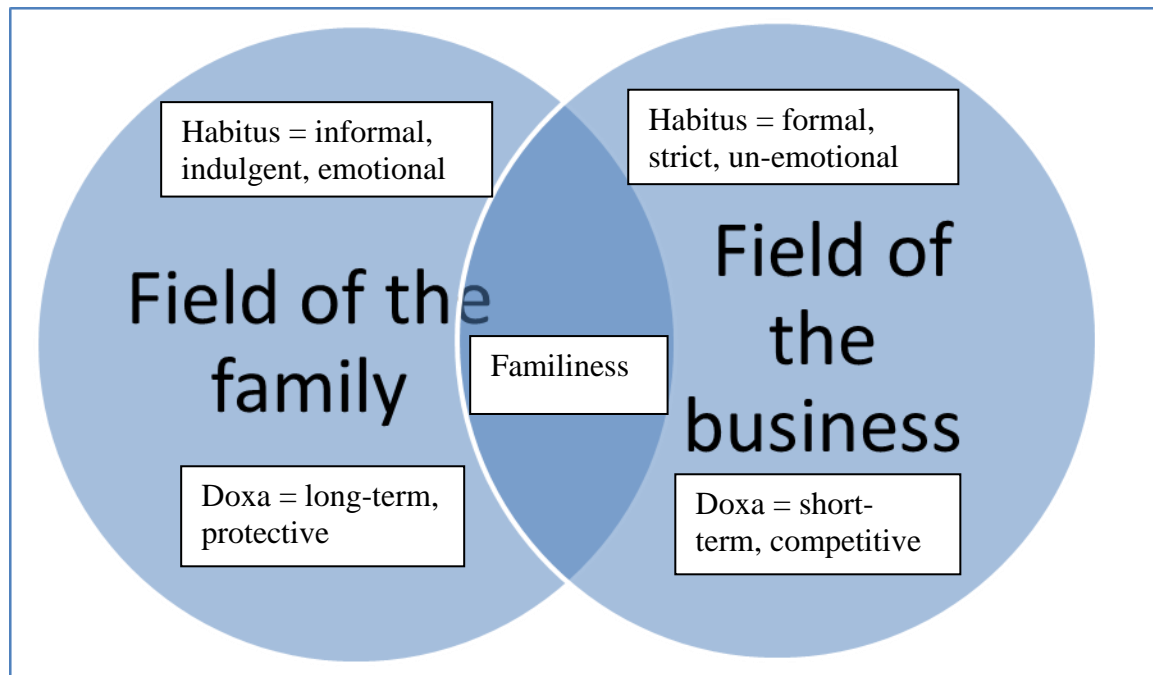 Habitus = informal,
indulgent, emotional
Field of the
family
Doxa = long-term,
protective
Familiness
Habitus = formal,
strict, un-emotional
Field of
the
business
Doxa = short-
term, competitive